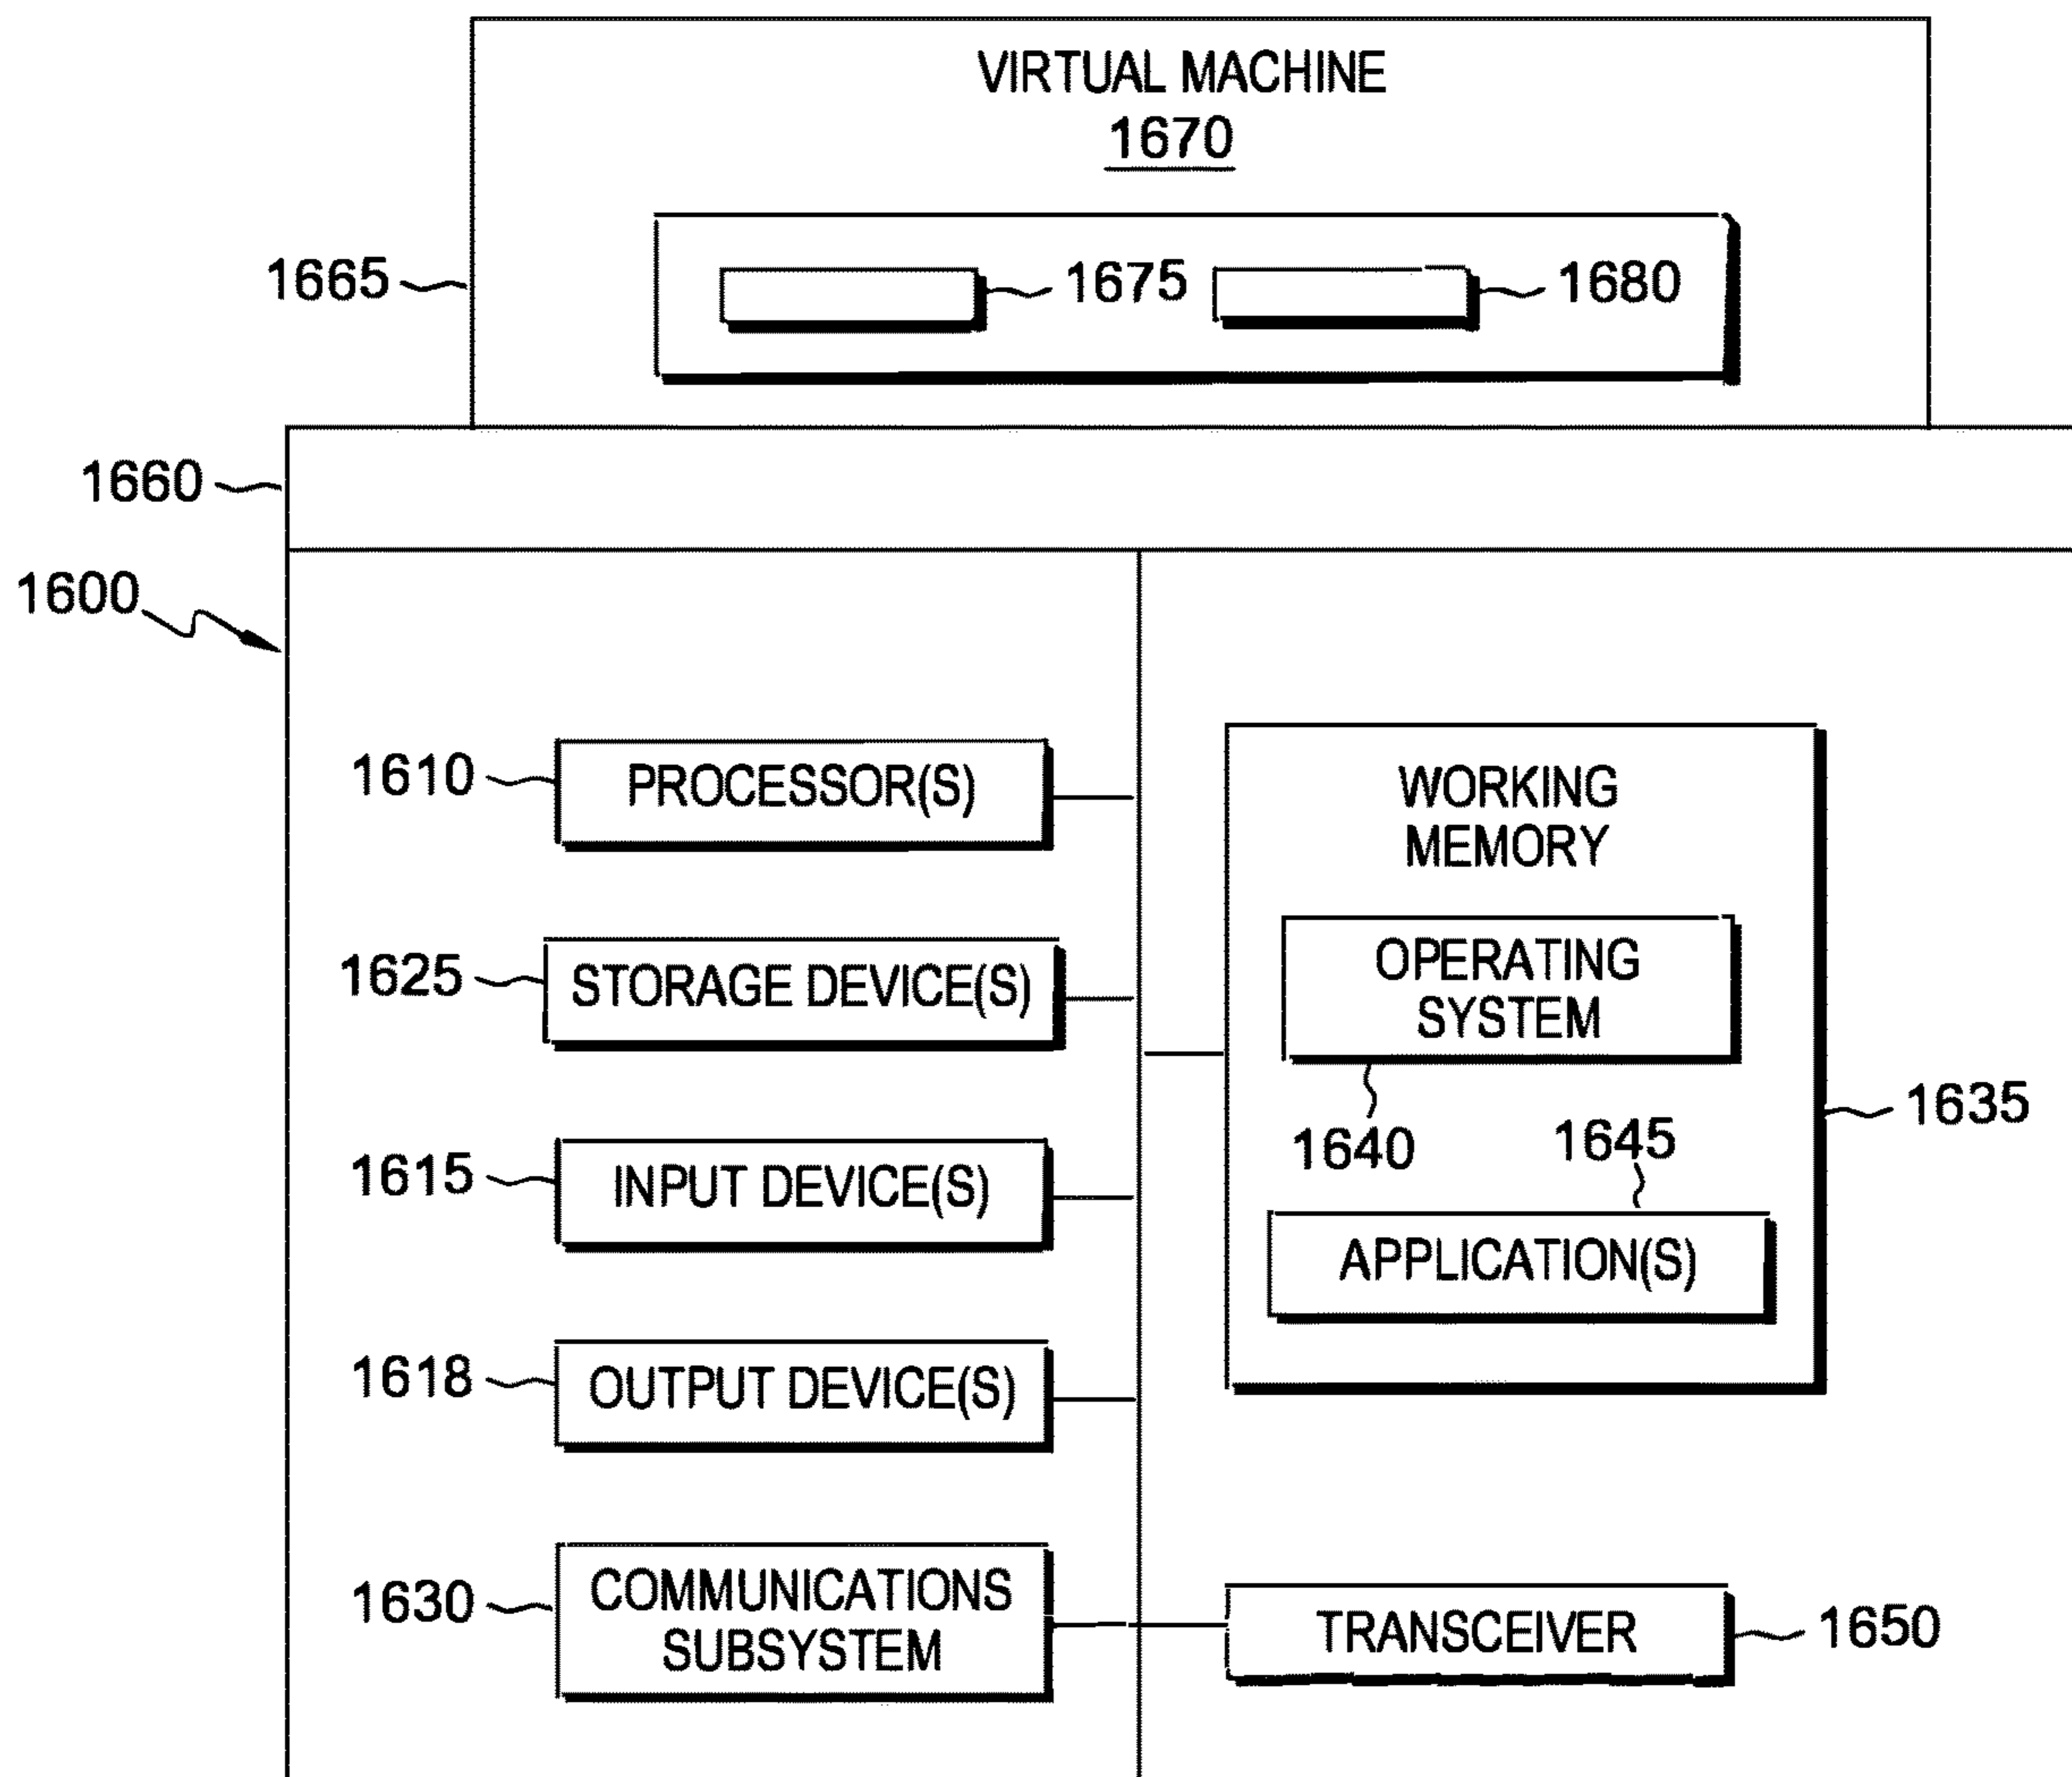 VIRTUAL MACHINE
1670
1665
1675
1680
1660
1600
1610
PROCESSOR(S)
WORKING
MEMORY
1625
STORAGE DEVICE(S)
OPERATING
SYSTEM
1635
1640
1645
1615
INPUT DEVICE(S)
APPLICATION(S)
1618
OUTPUT DEVICE(S)
1630
COMMUNICATIONS
SUBSYSTEM
TRANSCEIVER
1650